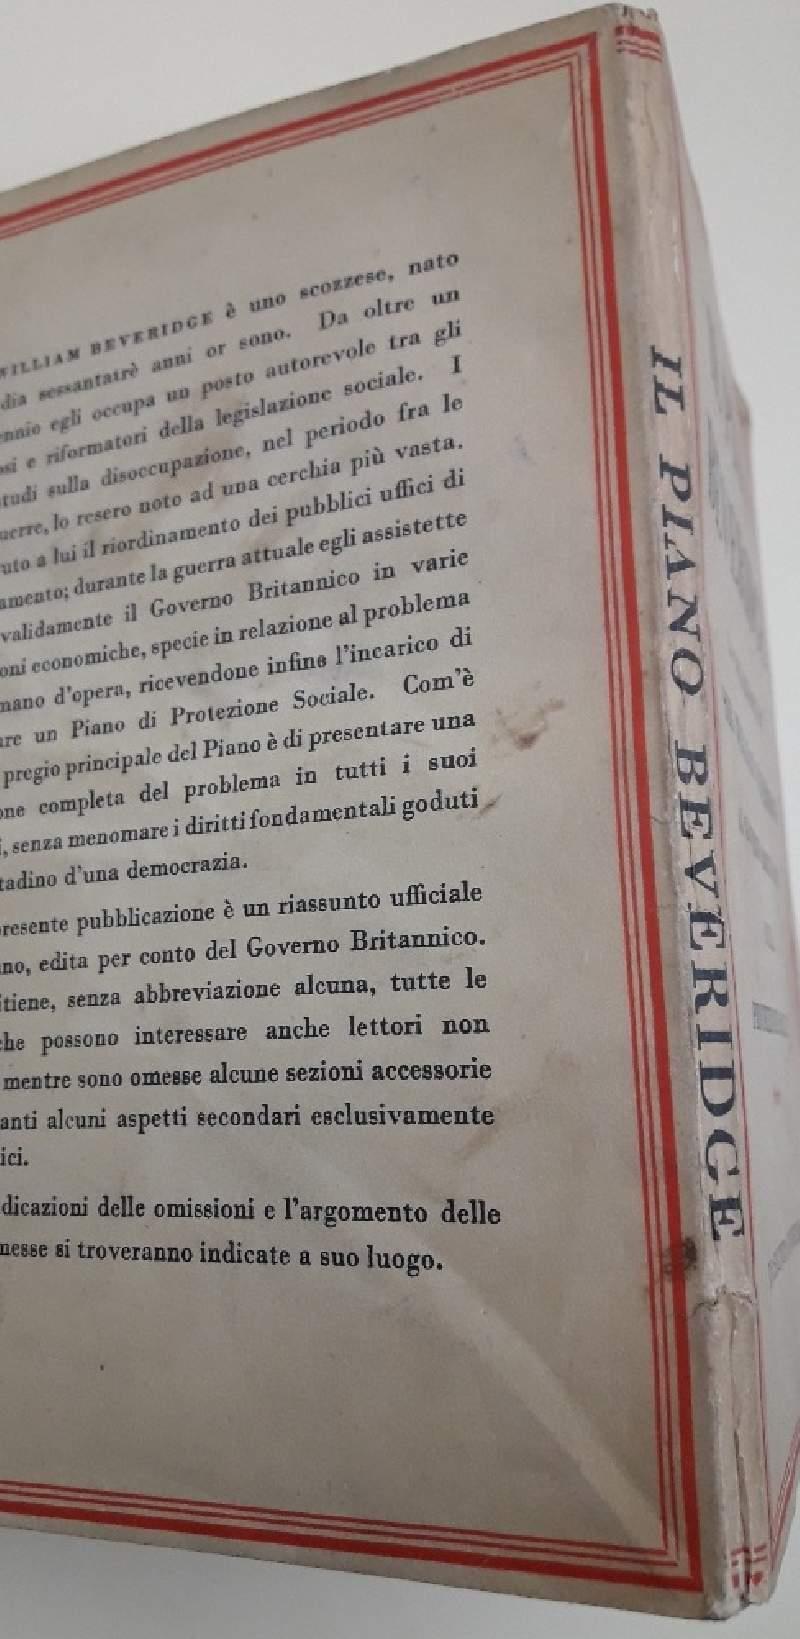 WILLIAM BEVERIDGE è uno scozzese, nato
dia sessantatrè anni or sono. Da oltre un
ennio egli occupa un posto autorevole tra gli
osi e riformatori della legislazione sociale. I
tudi sulla disoccupazione, nel periodo fra le
uerre, lo resero noto ad una cerchia più vasta.
uto a lui il riordinamento dei pubblici uffici di
amento; durante la guerra attuale egli assistette
validamente il Governo Britannico in varie
oni economiche, specie in relazione al problema
mano d'opera, ricevendone infine l'incarico di
are un Piano di Protezione Sociale. Com'è
pregio principale del Piano è di presentare una
one completa del problema in tutti i suoi
i, senza menomare i diritti fondamentali goduti
tadino d'una democrazia.
resente pubblicazione è un riassunto ufficiale
no, edita per conto del Governo Britannico.
tiene, senza abbreviazione alcuna, tutte le
che possono interessare anche lettori non
mentre sono omesse alcune sezioni accessorie
anti alcuni aspetti secondari esclusivamente
ici.
dicazioni delle omissioni e l'argomento delle
messe si troveranno indicate a suo luogo.
IL PIANO BEVERIDGE